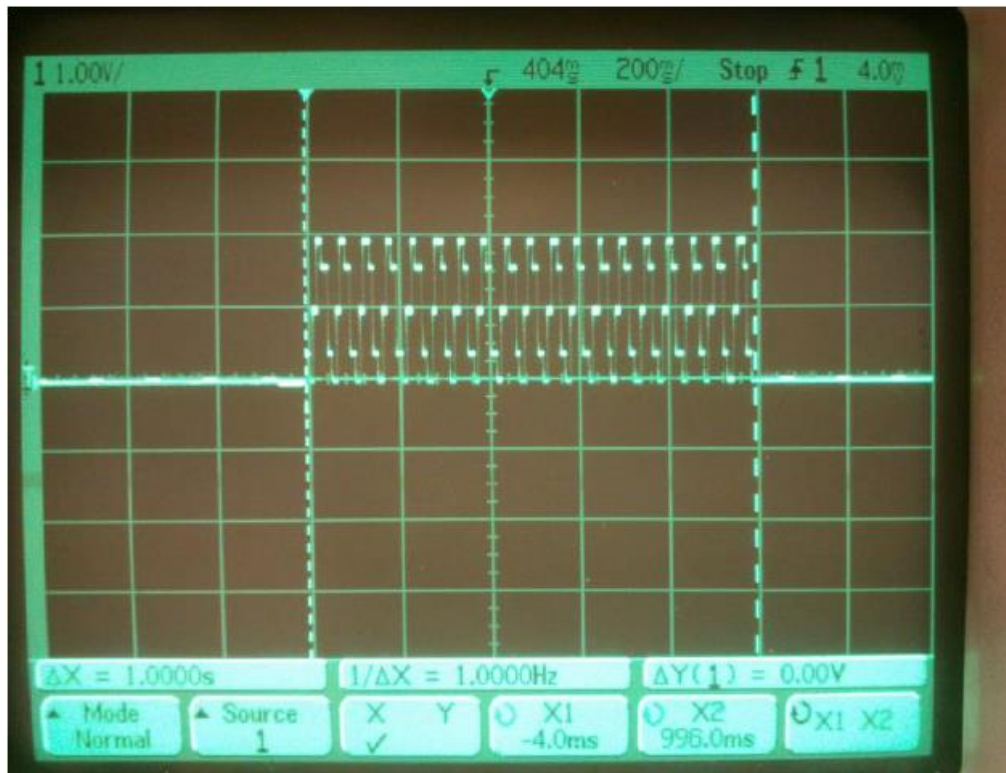 1 1.00V/ 404ms 200ms/ Stop 1 4.0V
ΔX = 1.0000s 1/ΔX = 1.0000Hz ΔY(1) = 0.00V
Mode Source X Y X1 X2 X1 X2
Normal 1 ✓ -4.0ms 996.0ms